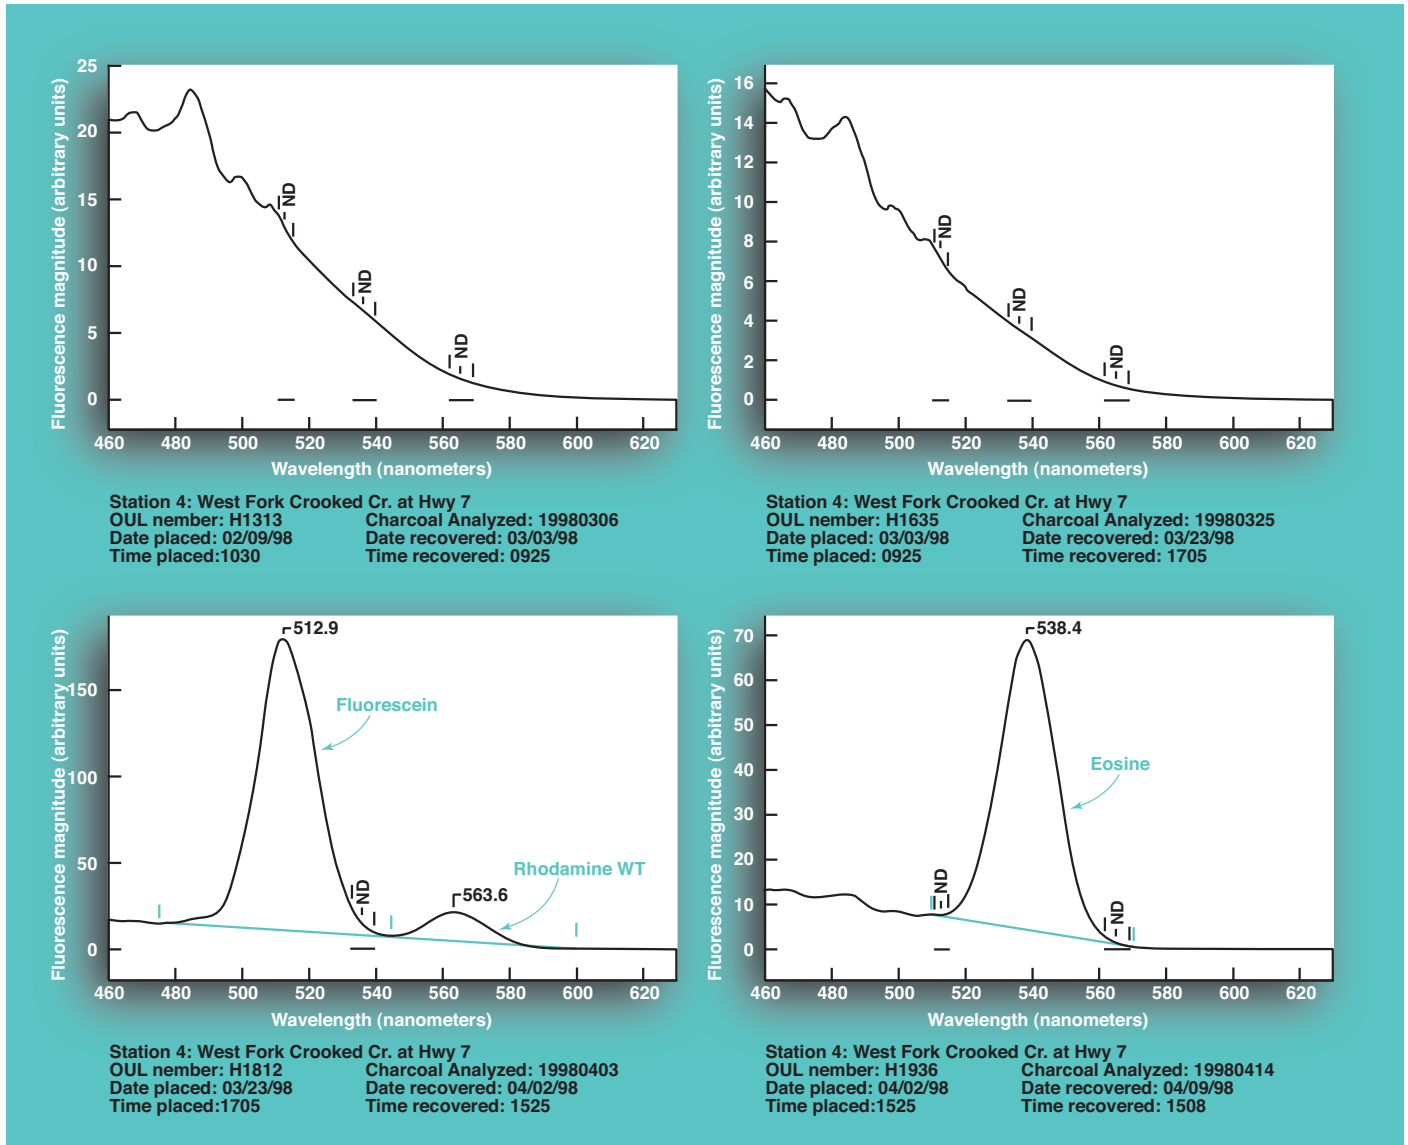 Fluorescence magnitude (arbitrary units)
25
20
15
10
5
0
ND
ND
ND
460 480 500 520 540 560 580 600 620
Wavelength (nanometers)
Station 4: West Fork Crooked Cr. at Hwy 7
OUL nember: H1313 Charcoal Analyzed: 19980306
Date placed: 02/09/98 Date recovered: 03/03/98
Time placed:1030 Time recovered: 0925
Fluorescence magnitude (arbitrary units)
16
14
12
10
8
6
4
2
0
ND
ND
ND
460 480 500 520 540 560 580 600 620
Wavelength (nanometers)
Station 4: West Fork Crooked Cr. at Hwy 7
OUL nember: H1635 Charcoal Analyzed: 19980325
Date placed: 03/03/98 Date recovered: 03/23/98
Time placed: 0925 Time recovered: 1705
Fluorescence magnitude (arbitrary units)
150
100
50
0
512.9
Fluorescein
Rhodamine WT
ND
563.6
460 480 500 520 540 560 580 600 620
Wavelength (nanometers)
Station 4: West Fork Crooked Cr. at Hwy 7
OUL nember: H1812 Charcoal Analyzed: 19980403
Date placed: 03/23/98 Date recovered: 04/02/98
Time placed:1705 Time recovered: 1525
Fluorescence magnitude (arbitrary units)
70
60
50
40
30
20
10
0
538.4
Eosine
ND
ND
460 480 500 520 540 560 580 600 620
Wavelength (nanometers)
Station 4: West Fork Crooked Cr. at Hwy 7
OUL nember: H1936 Charcoal Analyzed: 19980414
Date placed: 04/02/98 Date recovered: 04/09/98
Time placed:1525 Time recovered: 1508